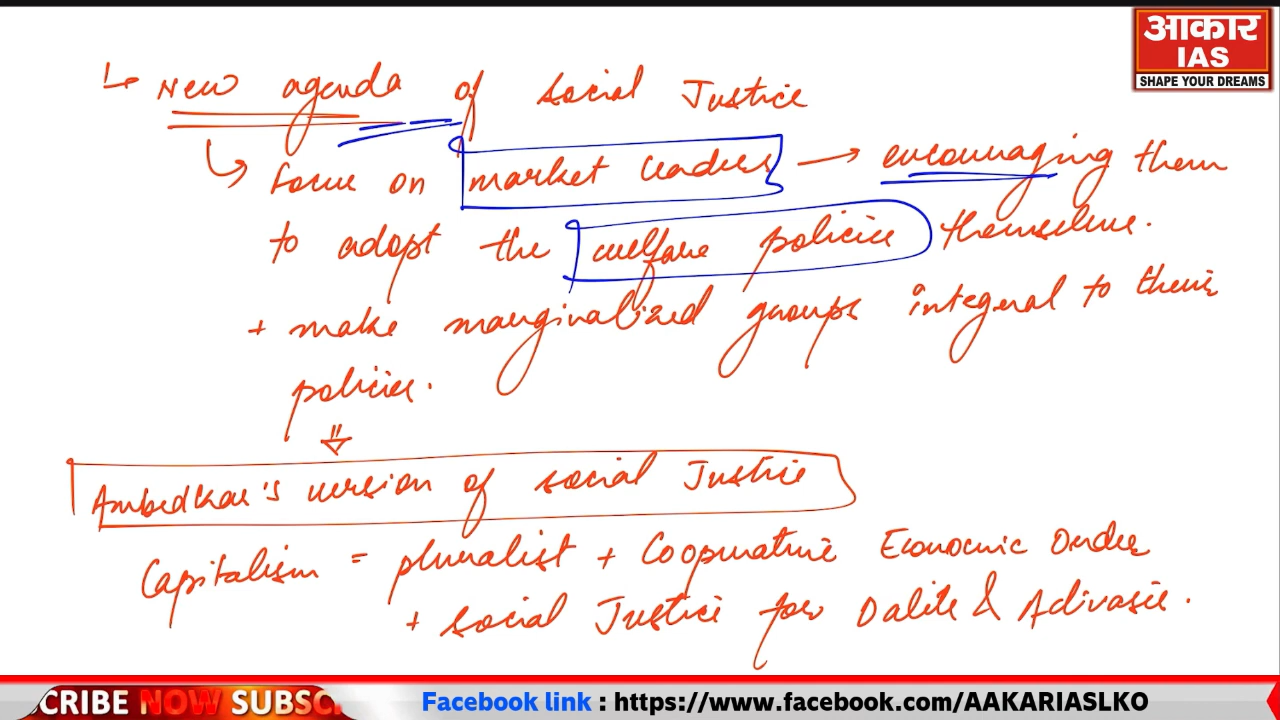 आकार
IAS
SHAPE YOUR DREAMS
↳ New agenda of Social Justice
↳ Focus on market leaders → encouraging them
to adopt the welfare policies themselves.
+ make marginalized groups integral to their
policies.
⇓
Ambedkar's version of social Justice
Capitalism = pluralist + Cooperative Economic Order
+ social Justice for Dalits & Adivasis.
CRIBE NOW SUBSC
Facebook link : https://www.facebook.com/AAKARIASLKO